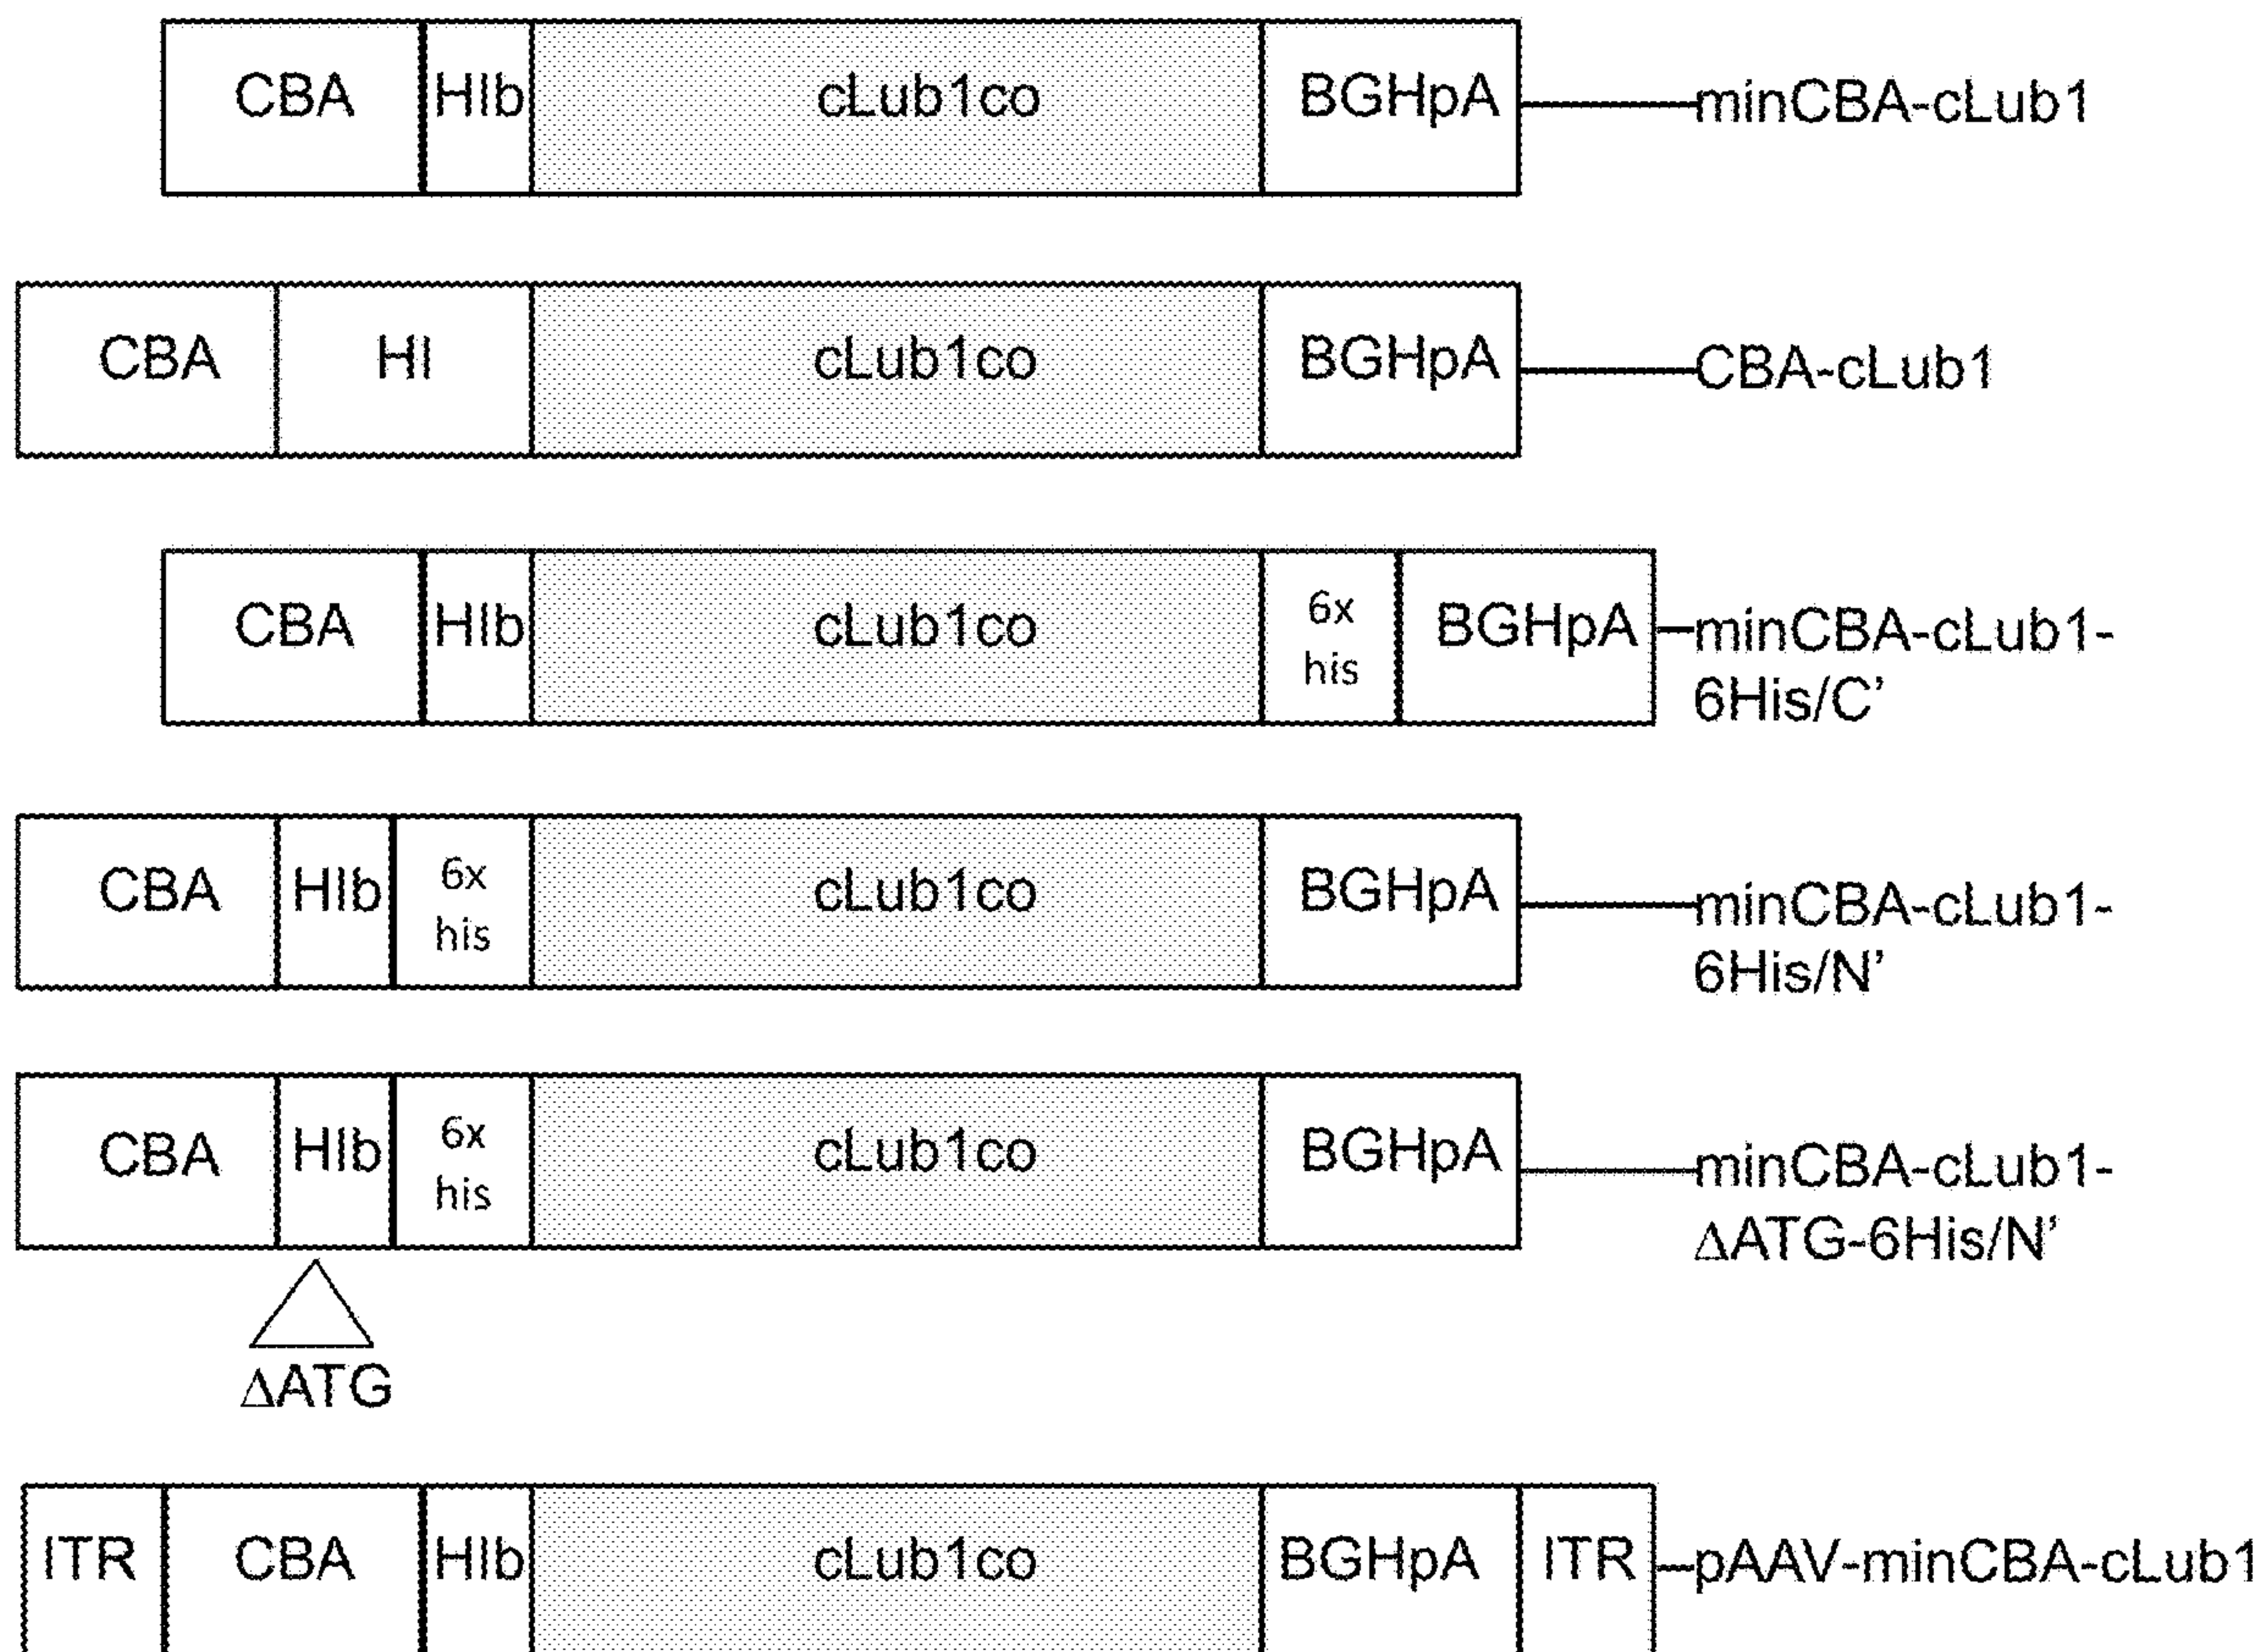 CBA HIb cLub1co BGHpA minCBA-cLub1
CBA HI cLub1co BGHpA CBA-cLub1
CBA HIb cLub1co 6x his BGHpA minCBA-cLub1-
6His/C’
CBA HIb 6x his cLub1co BGHpA minCBA-cLub1-
6His/N’
CBA HIb 6x his cLub1co BGHpA minCBA-cLub1-
ΔATG-6His/N’
ΔATG
ITR CBA HIb cLub1co BGHpA ITR pAAV-minCBA-cLub1